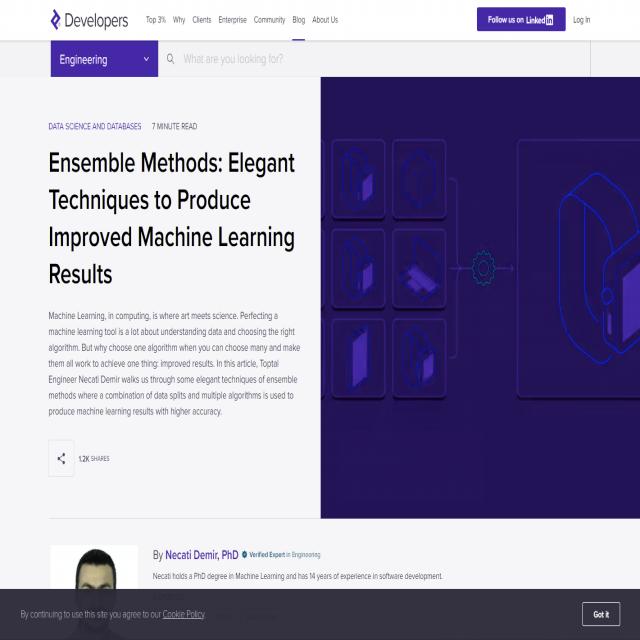 Developers Top 3% Why Clients Enterprise Community Blog About Us Follow us on LinkedIn Log In
Engineering What are you looking for?
DATA SCIENCE AND DATABASES 7 MINUTE READ
Ensemble Methods: Elegant
Techniques to Produce
Improved Machine Learning
Results
Machine Learning, in computing, is where art meets science. Perfecting a
machine learning tool is a lot about understanding data and choosing the right
algorithm. But why choose one algorithm when you can choose many and make
them all work to achieve one thing: improved results. In this article, Toptal
Engineer Necati Demir walks us through some elegant techniques of ensemble
methods where a combination of data splits and multiple algorithms is used to
produce machine learning results with higher accuracy.
1.2K SHARES
By Necati Demir, PhD Verified Expert in Engineering
Necati holds a PhD degree in Machine Learning and has 14 years of experience in software development.
By continuing to use this site you agree to our Cookie Policy. Got it